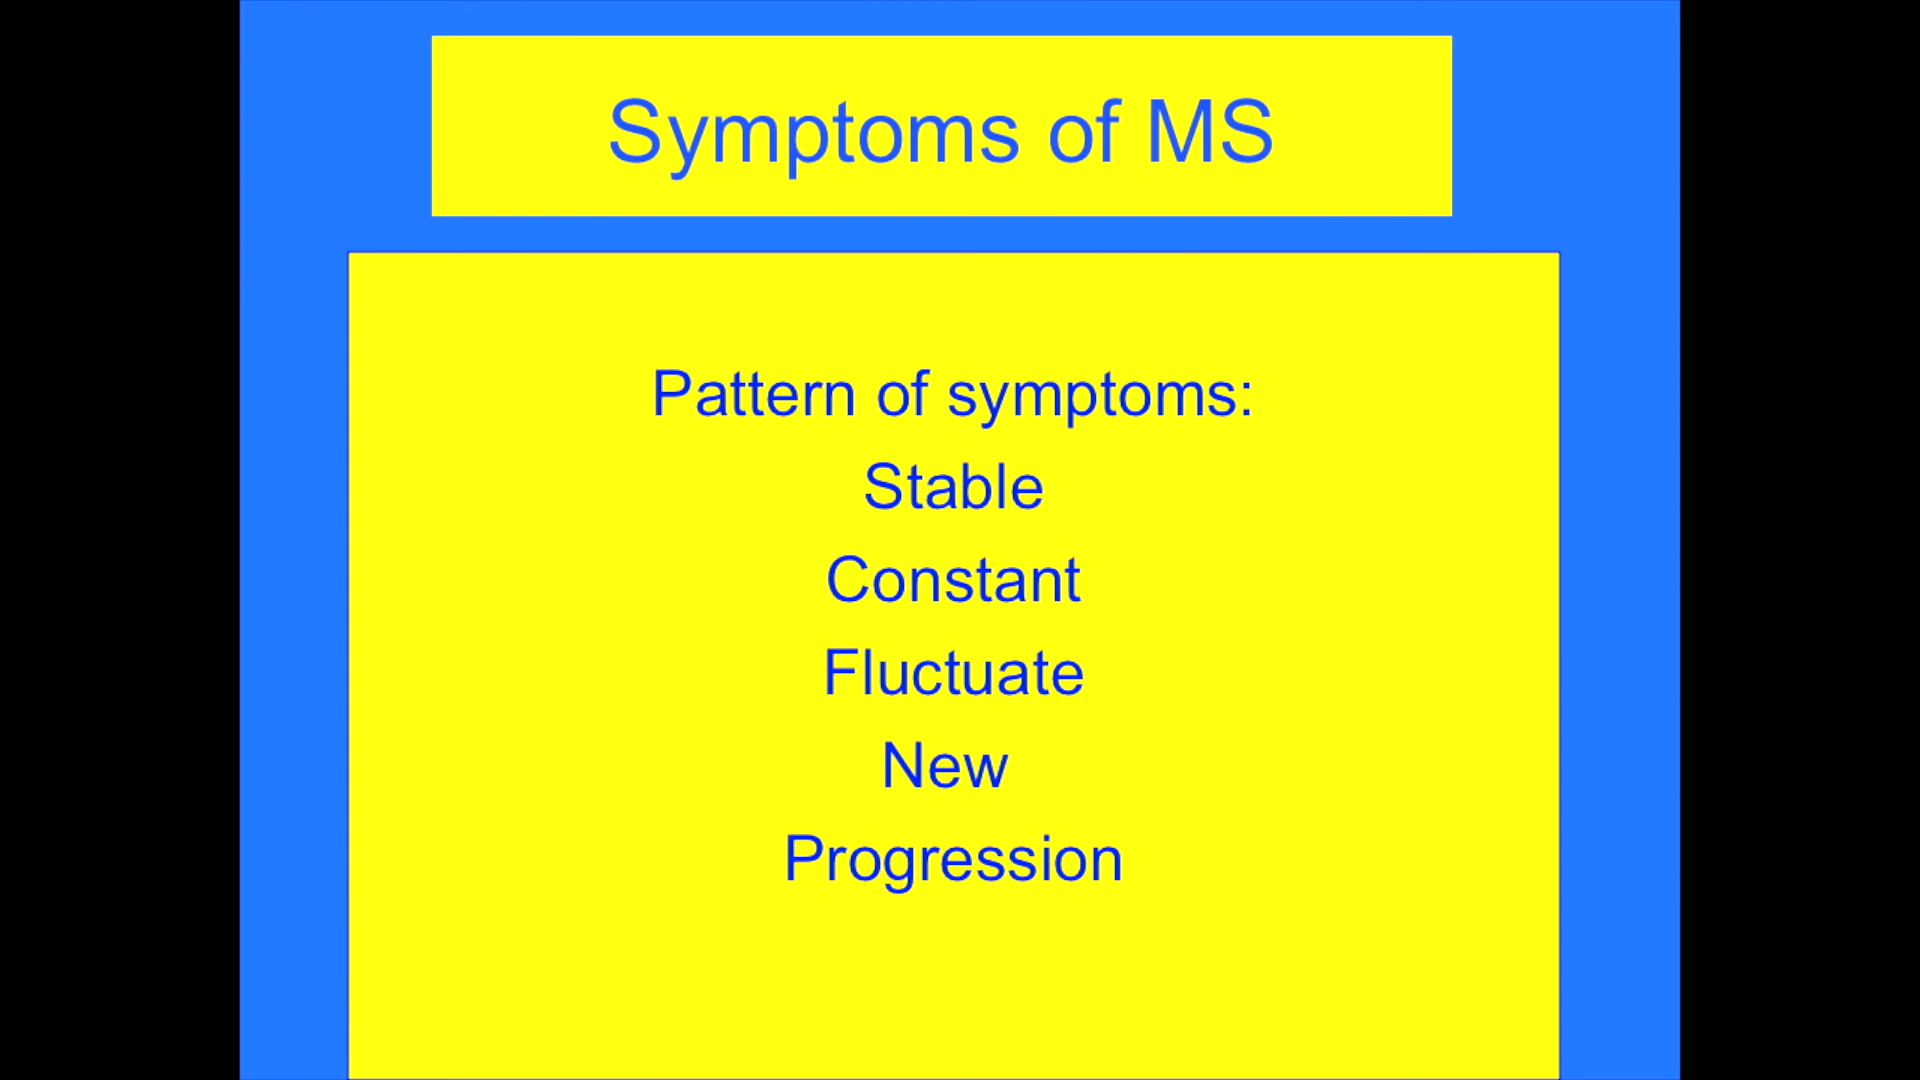 Symptoms of MS
Pattern of symptoms:
Stable
Constant
Fluctuate
New
Progression